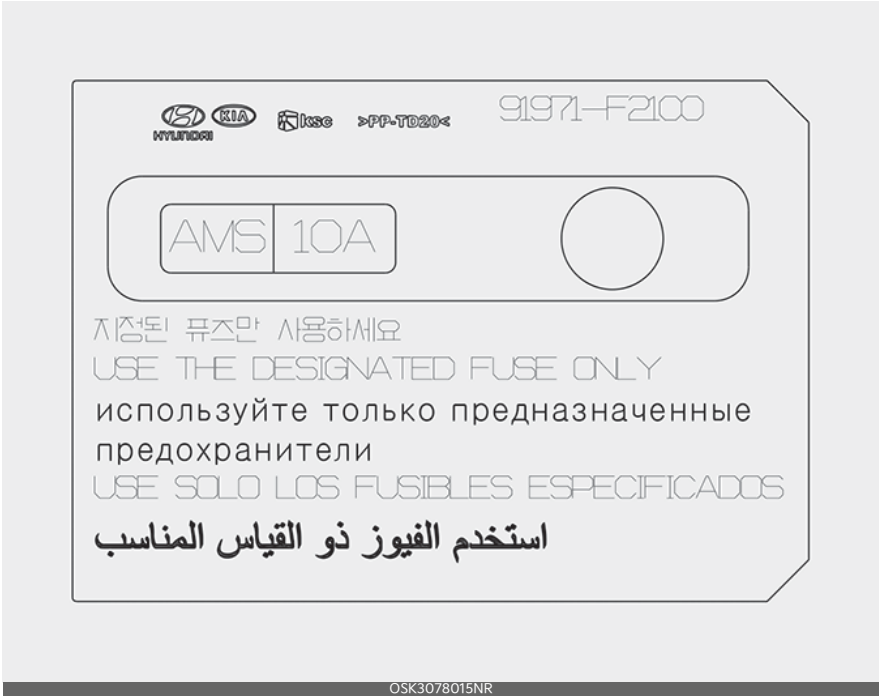 HYUNDAI KIA ksc >PP-TD20< 91971-F2100
AMS 10A
지정된 퓨즈만 사용하세요
USE THE DESIGNATED FUSE ONLY
используйте только предназначенные
предохранители
USE SOLO LOS FUSIBLES ESPECIFICADOS
استخدم الفيوز ذو القياس المناسب
OSK3078015NR